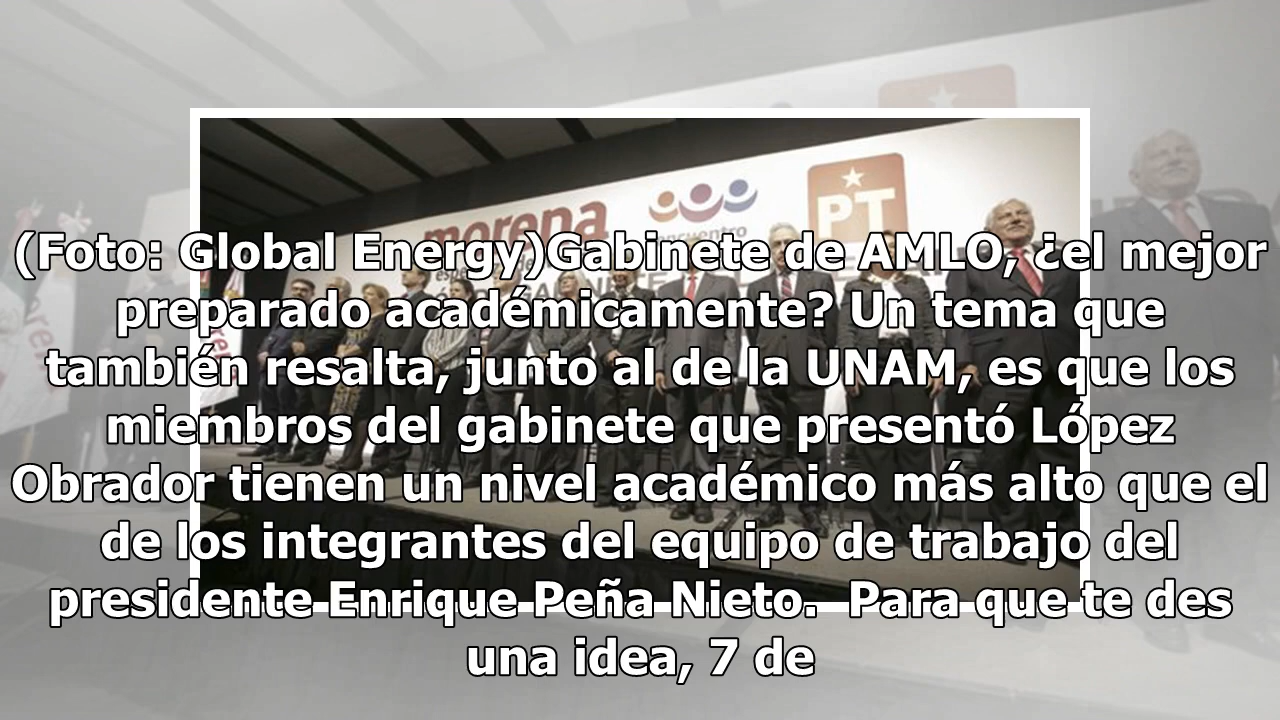 morena
encuentro
PT
(Foto: Global Energy)Gabinete de AMLO, ¿el mejor
preparado académicamente? Un tema que
también resalta, junto al de la UNAM, es que los
miembros del gabinete que presentó López
Obrador tienen un nivel académico más alto que el
de los integrantes del equipo de trabajo del
presidente Enrique Peña Nieto.  Para que te des
una idea, 7 de